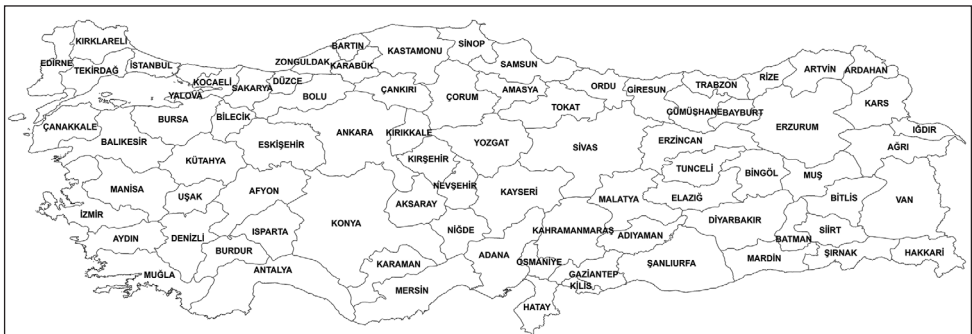 KIRKLARELİ
EDİRNE
TEKİRDAĞ
İSTANBUL
KOCAELİ
YALOVA
SAKARYA
DÜZCE
ZONGULDAK
BARTIN
KARABÜK
KASTAMONU
SİNOP
SAMSUN
ORDU
GİRESUN
TRABZON
RİZE
ARTVİN
ARDAHAN
BOLU
ÇANKIRI
ÇORUM
AMASYA
TOKAT
GÜMÜŞHANE
BAYBURT
ERZURUM
KARS
IĞDIR
AĞRI
ÇANAKKALE
BALIKESİR
BURSA
BİLECİK
ESKİŞEHİR
ANKARA
KIRIKKALE
YOZGAT
SİVAS
ERZİNCAN
KÜTAHYA
KIRŞEHİR
TUNCELİ
BİNGÖL
MUŞ
MANİSA
UŞAK
AFYON
NEVŞEHİR
KAYSERİ
MALATYA
ELAZIĞ
BİTLİS
VAN
İZMİR
AKSARAY
KONYA
AYDIN
DENİZLİ
ISPARTA
NİĞDE
KAHRAMANMARAŞ
ADIYAMAN
DİYARBAKIR
BATMAN
SİİRT
BURDUR
ANTALYA
MUĞLA
KARAMAN
MERSİN
ADANA
OSMANİYE
GAZİANTEP
KİLİS
HATAY
ŞANLIURFA
MARDİN
ŞIRNAK
HAKKARİ